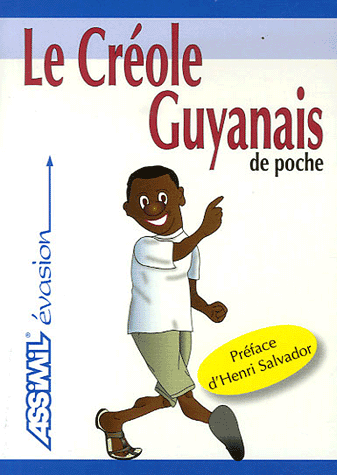 Le Créole
Guyanais
de poche
ASSiMiL®
évasion
Préface
d'Henri Salvador